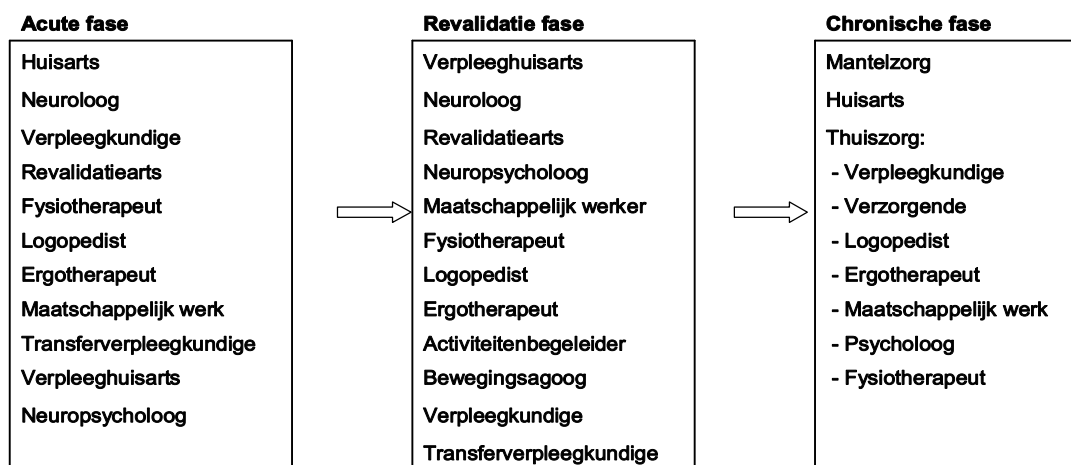 Acute fase
Huisarts
Neuroloog
Verpleegkundige
Revalidatiearts
Fysiotherapeut
Logopedist
Ergotherapeut
Maatschappelijk werk
Transferverpleegkundige
Verpleeghuisarts
Neuropsycholoog
Revalidatie fase
Verpleeghuisarts
Neuroloog
Revalidatiearts
Neuropsycholoog
Maatschappelijk werker
Fysiotherapeut
Logopedist
Ergotherapeut
Activiteitenbegeleider
Bewegingsagoog
Verpleegkundige
Transferverpleegkundige
Chronische fase
Mantelzorg
Huisarts
Thuiszorg:
- Verpleegkundige
- Verzorgende
- Logopedist
- Ergotherapeut
- Maatschappelijk werk
- Psycholoog
- Fysiotherapeut